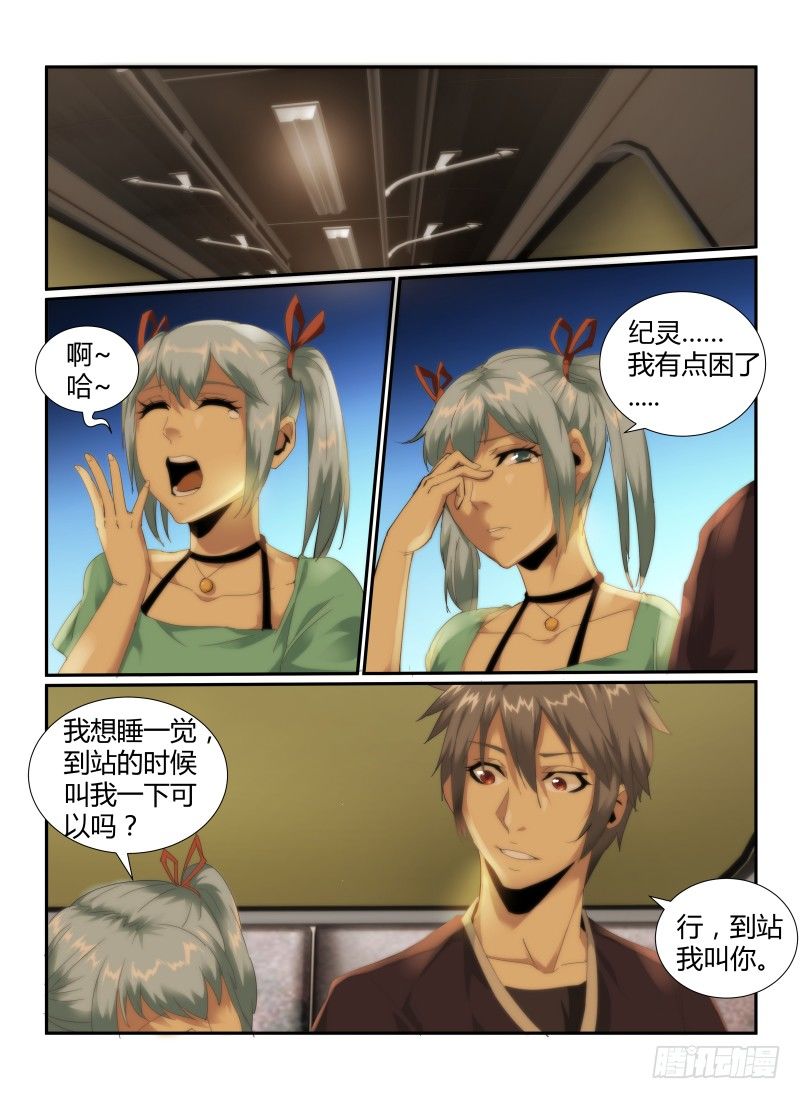 啊~
哈~
纪灵……
我有点困了
…..
我想睡一觉，
到站的时候
叫我一下可
以吗？
行，到站
我叫你。
腾讯动漫